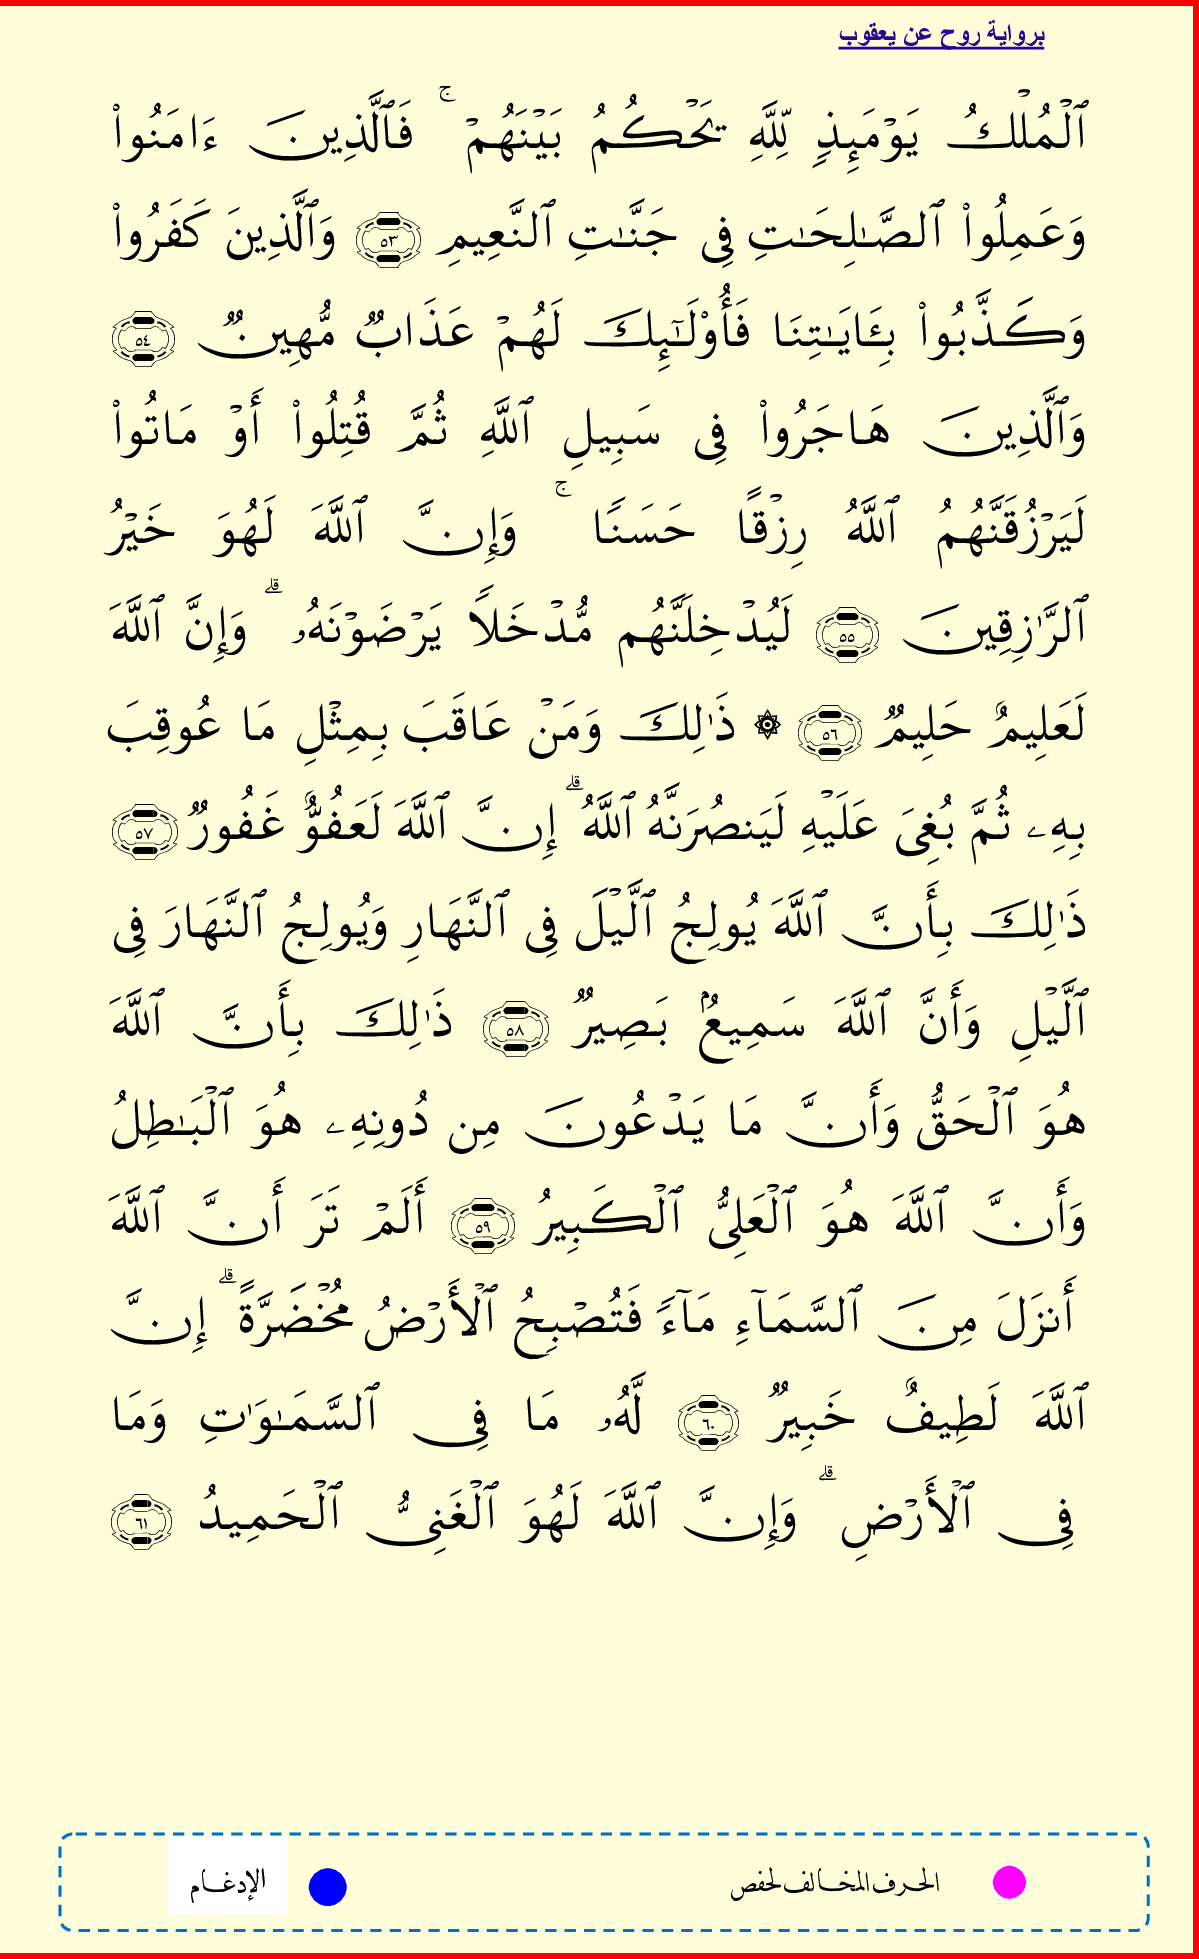 برواية روح عن يعقوب
ٱلۡمُلۡكُ يَوۡمَئِذٖ لِّلَّهِ يَحۡكُمُ بَيۡنَهُمۡۚ فَٱلَّذِينَ ءَامَنُواْ
وَعَمِلُواْ ٱلصَّٰلِحَٰتِ فِي جَنَّٰتِ ٱلنَّعِيمِ ٥٣ وَٱلَّذِينَ كَفَرُواْ
وَكَذَّبُواْ بِـَٔايَٰتِنَا فَأُوْلَٰٓئِكَ لَهُمۡ عَذَابٞ مُّهِينٞ ٥٤
وَٱلَّذِينَ هَاجَرُواْ فِي سَبِيلِ ٱللَّهِ ثُمَّ قُتِلُواْ أَوۡ مَاتُواْ
لَيَرۡزُقَنَّهُمُ ٱللَّهُ رِزۡقًا حَسَنٗاۚ وَإِنَّ ٱللَّهَ لَهُوَ خَيۡرُ
ٱلرَّٰزِقِينَ ٥٥ لَيُدۡخِلَنَّهُم مُّدۡخَلٗا يَرۡضَوۡنَهُۥۗ وَإِنَّ ٱللَّهَ
لَعَلِيمٌ حَلِيمٞ ٥٦ ۞ ذَٰلِكَ وَمَنۡ عَاقَبَ بِمِثۡلِ مَا عُوقِبَ
بِهِۦ ثُمَّ بُغِيَ عَلَيۡهِ لَيَنصُرَنَّهُ ٱللَّهُۗ إِنَّ ٱللَّهَ لَعَفُوٌّ غَفُورٞ ٥٧
ذَٰلِكَ بِأَنَّ ٱللَّهَ يُولِجُ ٱلَّيۡلَ فِي ٱلنَّهَارِ وَيُولِجُ ٱلنَّهَارَ فِي
ٱلَّيۡلِ وَأَنَّ ٱللَّهَ سَمِيعُۢ بَصِيرٞ ٥٨ ذَٰلِكَ بِأَنَّ ٱللَّهَ
هُوَ ٱلۡحَقُّ وَأَنَّ مَا يَدۡعُونَ مِن دُونِهِۦ هُوَ ٱلۡبَٰطِلُ
وَأَنَّ ٱللَّهَ هُوَ ٱلۡعَلِيُّ ٱلۡكَبِيرُ ٥٩ أَلَمۡ تَرَ أَنَّ ٱللَّهَ
أَنزَلَ مِنَ ٱلسَّمَآءِ مَآءٗ فَتُصۡبِحُ ٱلۡأَرۡضُ مُخۡضَرَّةًۗ إِنَّ
ٱللَّهَ لَطِيفٌ خَبِيرٞ ٦٠ لَّهُۥ مَا فِي ٱلسَّمَٰوَٰتِ وَمَا
فِي ٱلۡأَرۡضِۗ وَإِنَّ ٱللَّهَ لَهُوَ ٱلۡغَنِيُّ ٱلۡحَمِيدُ ٦١
الحرف المخالف لحفص
الإدغام